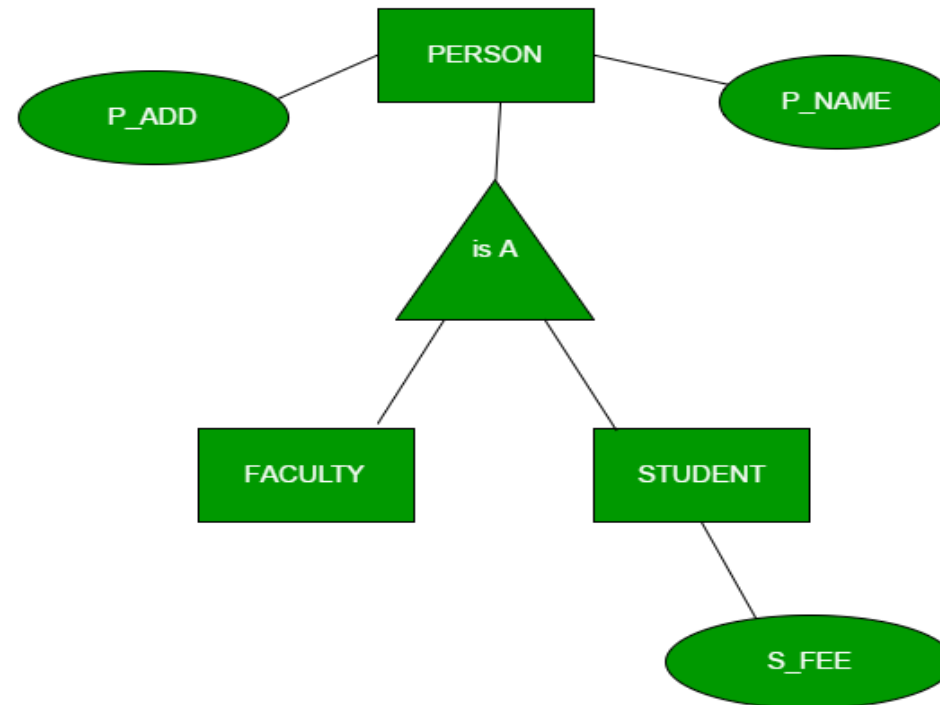 PERSON
P_ADD
P_NAME
is A
FACULTY
STUDENT
S_FEE